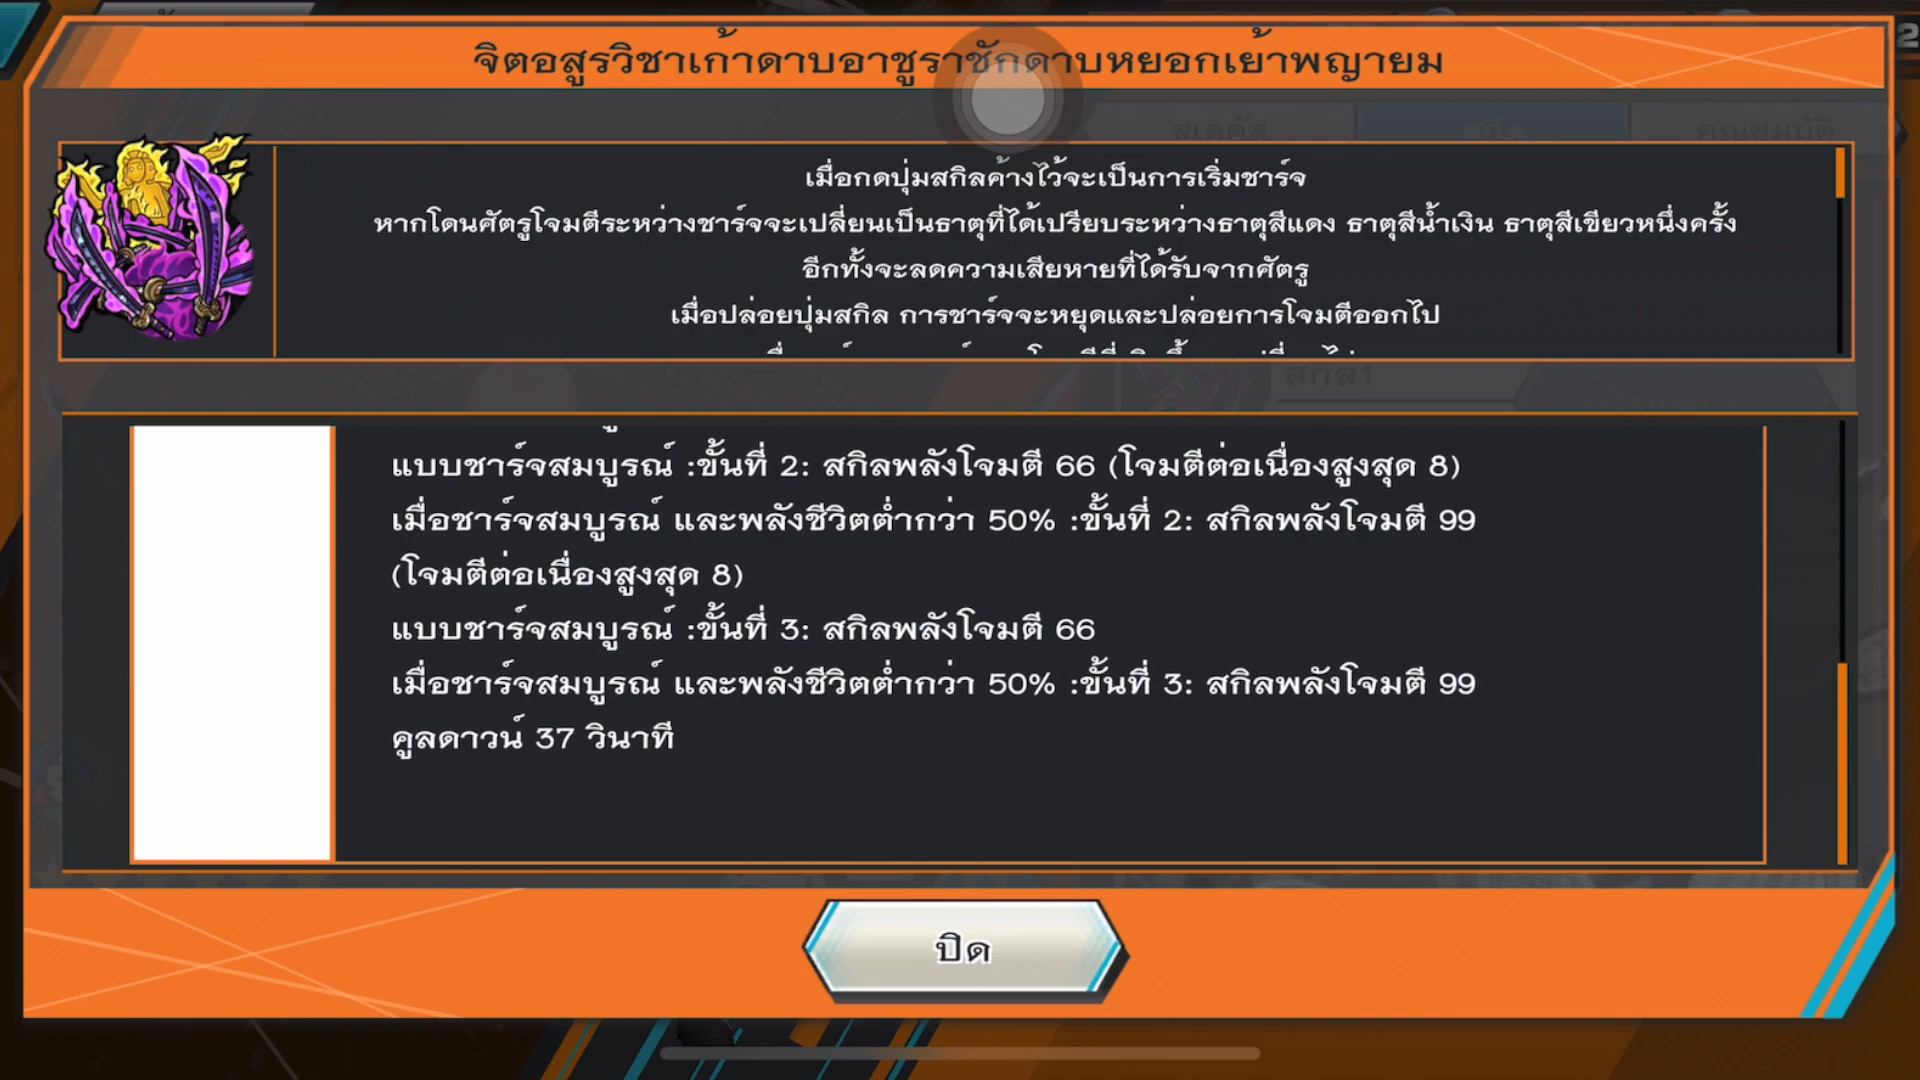 จิตอสูรวิชาเก้าดาบอาชูราชักดาบหยอกเย้าพญายม
สเตตัส สกิล คุณสมบัติ
เมื่อกดปุ่มสกิลค้างไว้จะเป็นการเริ่มชาร์จ
หากโดนศัตรูโจมตีระหว่างชาร์จจะเปลี่ยนเป็นธาตุที่ได้เปรียบระหว่างธาตุสีแดง ธาตุสีน้ำเงิน ธาตุสีเขียวหนึ่งครั้ง
อีกทั้งจะลดความเสียหายที่ได้รับจากศัตรู
เมื่อปล่อยปุ่มสกิล การชาร์จจะหยุดและปล่อยการโจมตีออกไป
สกิล1
แบบชาร์จสมบูรณ์ :ขั้นที่ 2: สกิลพลังโจมตี 66 (โจมตีต่อเนื่องสูงสุด 8)
เมื่อชาร์จสมบูรณ์ และพลังชีวิตต่ำกว่า 50% :ขั้นที่ 2: สกิลพลังโจมตี 99
(โจมตีต่อเนื่องสูงสุด 8)
แบบชาร์จสมบูรณ์ :ขั้นที่ 3: สกิลพลังโจมตี 66
เมื่อชาร์จสมบูรณ์ และพลังชีวิตต่ำกว่า 50% :ขั้นที่ 3: สกิลพลังโจมตี 99
คูลดาวน์ 37 วินาที
ปิด